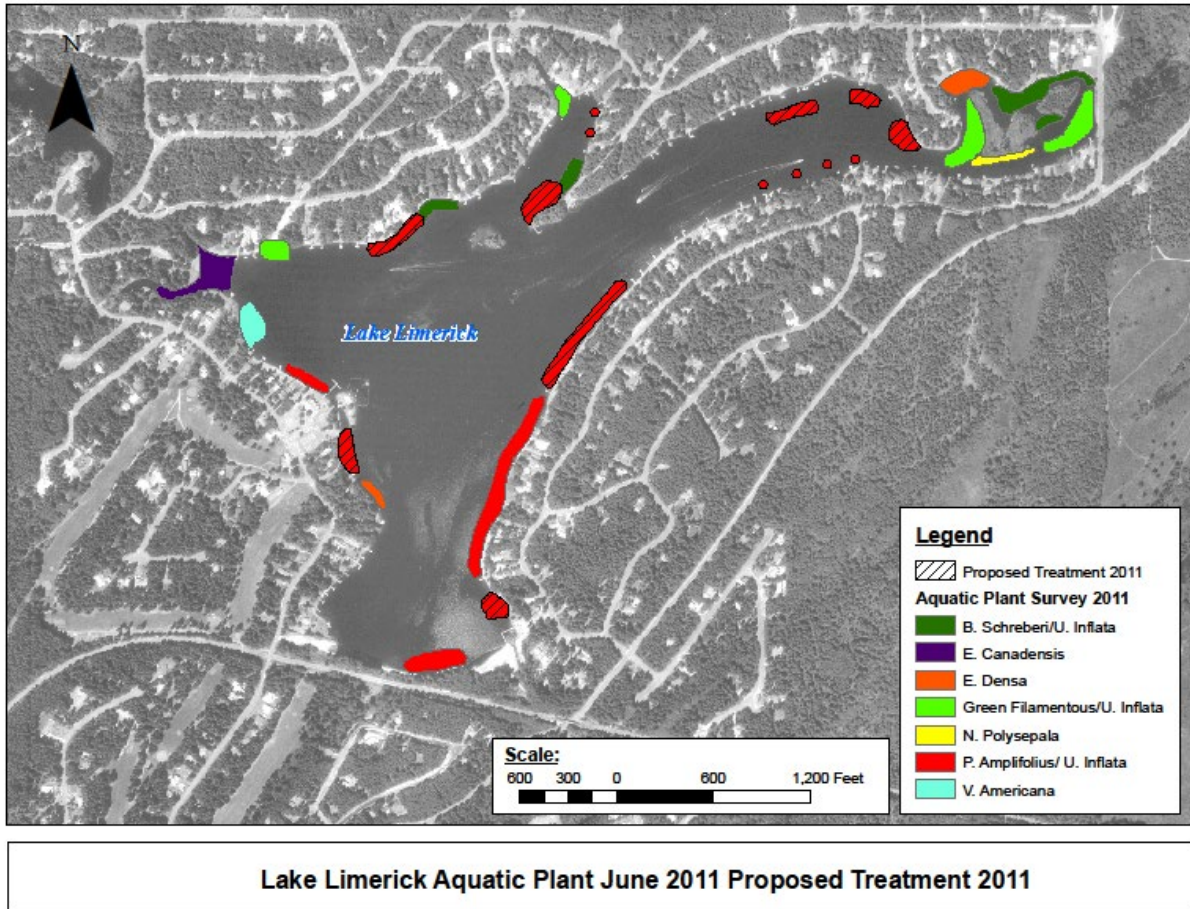 N
Lake Limerick
Legend
Proposed Treatment 2011
Aquatic Plant Survey 2011
B. Schreberi/U. Inflata
E. Canadensis
E. Densa
Green Filamentous/U. Inflata
N. Polysepala
P. Amplifolius/ U. Inflata
V. Americana
Scale:
600 300 0 600 1,200 Feet
Lake Limerick Aquatic Plant June 2011 Proposed Treatment 2011